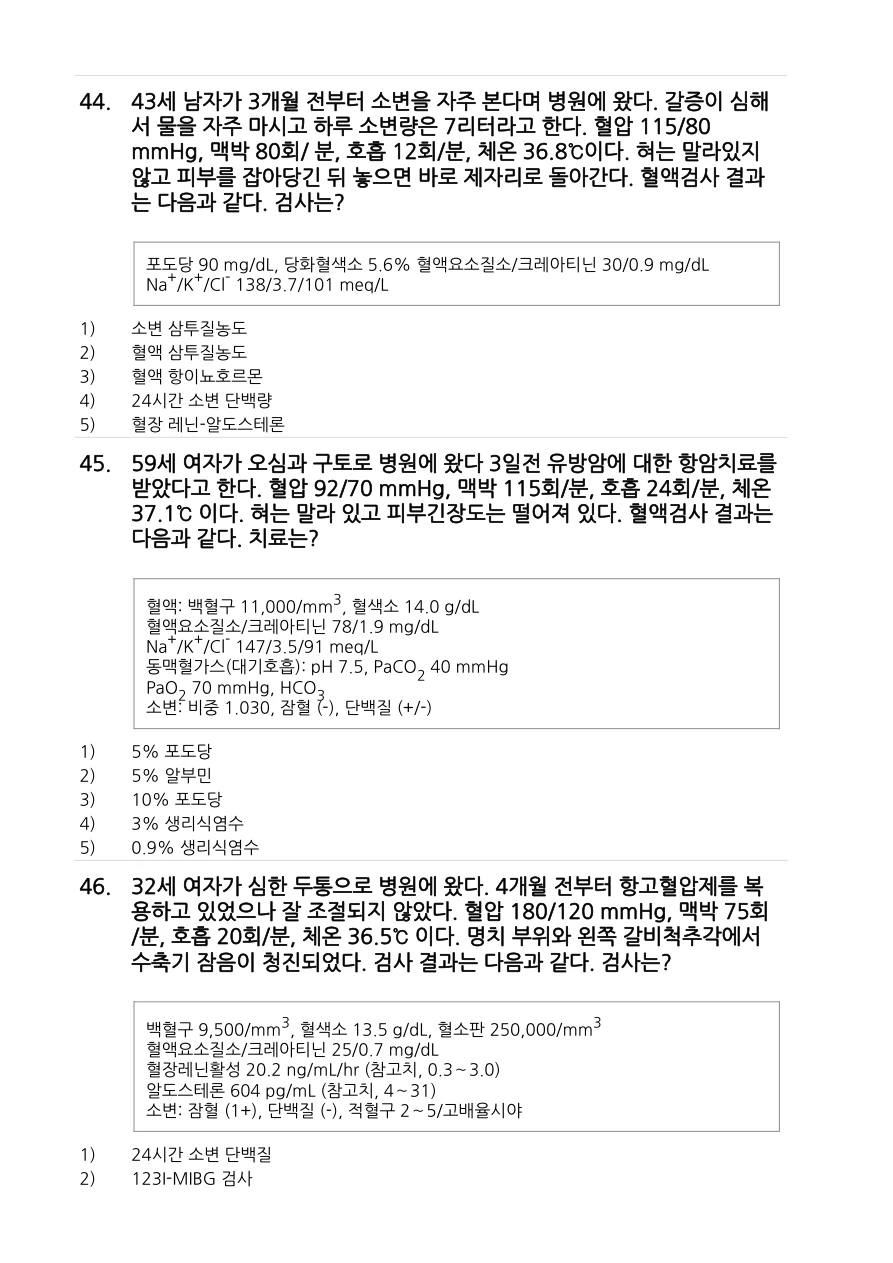 44. 43세 남자가 3개월 전부터 소변을 자주 본다며 병원에 왔다. 갈증이 심해
서 물을 자주 마시고 하루 소변량은 7리터라고 한다. 혈압 115/80
mmHg, 맥박 80회/ 분, 호흡 12회/분, 체온 36.8℃이다. 혀는 말라있지
않고 피부를 잡아당긴 뒤 놓으면 바로 제자리로 돌아간다. 혈액검사 결과
는 다음과 같다. 검사는?
포도당 90 mg/dL, 당화혈색소 5.6% 혈액요소질소/크레아티닌 30/0.9 mg/dL
Na⁺/K⁺/Cl⁻ 138/3.7/101 meq/L
1) 소변 삼투질농도
2) 혈액 삼투질농도
3) 혈액 항이뇨호르몬
4) 24시간 소변 단백량
5) 혈장 레닌-알도스테론
45. 59세 여자가 오심과 구토로 병원에 왔다 3일전 유방암에 대한 항암치료를
받았다고 한다. 혈압 92/70 mmHg, 맥박 115회/분, 호흡 24회/분, 체온
37.1℃ 이다. 혀는 말라 있고 피부긴장도는 떨어져 있다. 혈액검사 결과는
다음과 같다. 치료는?
혈액: 백혈구 11,000/mm³, 혈색소 14.0 g/dL
혈액요소질소/크레아티닌 78/1.9 mg/dL
Na⁺/K⁺/Cl⁻ 147/3.5/91 meq/L
동맥혈가스(대기호흡): pH 7.5, PaCO₂ 40 mmHg
PaO₂ 70 mmHg, HCO₃
소변: 비중 1.030, 잠혈 (-), 단백질 (+/-)
1) 5% 포도당
2) 5% 알부민
3) 10% 포도당
4) 3% 생리식염수
5) 0.9% 생리식염수
46. 32세 여자가 심한 두통으로 병원에 왔다. 4개월 전부터 항고혈압제를 복
용하고 있었으나 잘 조절되지 않았다. 혈압 180/120 mmHg, 맥박 75회
/분, 호흡 20회/분, 체온 36.5℃ 이다. 명치 부위와 왼쪽 갈비척추각에서
수축기 잠음이 청진되었다. 검사 결과는 다음과 같다. 검사는?
백혈구 9,500/mm³, 혈색소 13.5 g/dL, 혈소판 250,000/mm³
혈액요소질소/크레아티닌 25/0.7 mg/dL
혈장레닌활성 20.2 ng/mL/hr (참고치, 0.3~3.0)
알도스테론 604 pg/mL (참고치, 4~31)
소변: 잠혈 (1+), 단백질 (-), 적혈구 2~5/고배율시야
1) 24시간 소변 단백질
2) 123I-MIBG 검사